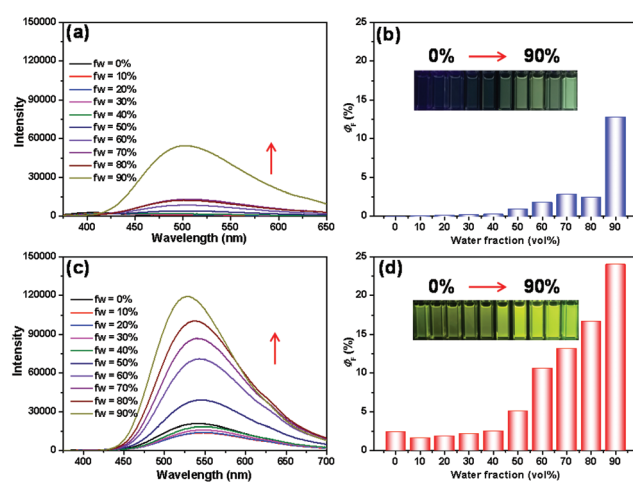 (a)
Intensity
150000
120000
90000
60000
30000
0
fw = 0%
fw = 10%
fw = 20%
fw = 30%
fw = 40%
fw = 50%
fw = 60%
fw = 70%
fw = 80%
fw = 90%
400 450 500 550 600 650
Wavelength (nm)
(b)
ΦF (%)
25
20
15
10
5
0
0% 90%
0 10 20 30 40 50 60 70 80 90
Water fraction (vol%)
(c)
Intensity
150000
120000
90000
60000
30000
0
fw = 0%
fw = 10%
fw = 20%
fw = 30%
fw = 40%
fw = 50%
fw = 60%
fw = 70%
fw = 80%
fw = 90%
400 450 500 550 600 650 700
Wavelength (nm)
(d)
ΦF (%)
25
20
15
10
5
0
0% 90%
0 10 20 30 40 50 60 70 80 90
Water fraction (vol%)